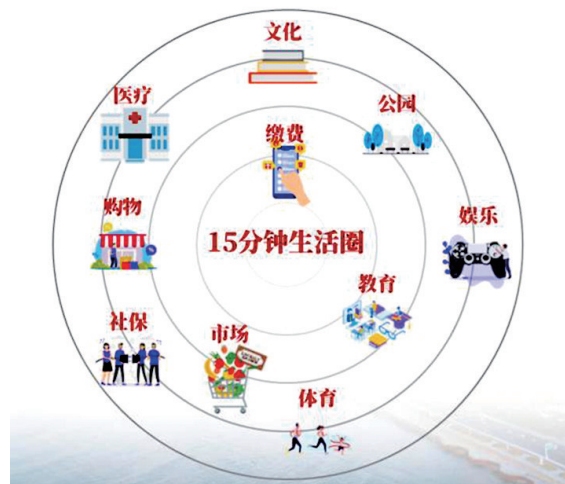 文化
医疗
公园
缴费
购物
娱乐
15分钟生活圈
教育
社保
市场
体育